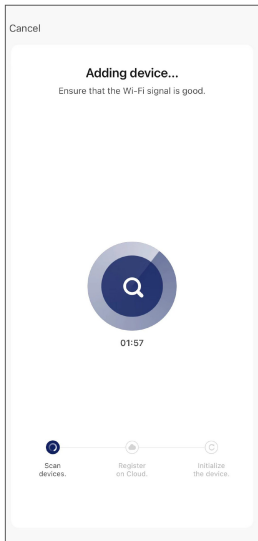 Cancel
Adding device...
Ensure that the Wi-Fi signal is good.
01:57
Scan
devices.
Register
on Cloud.
Initialize
the device.